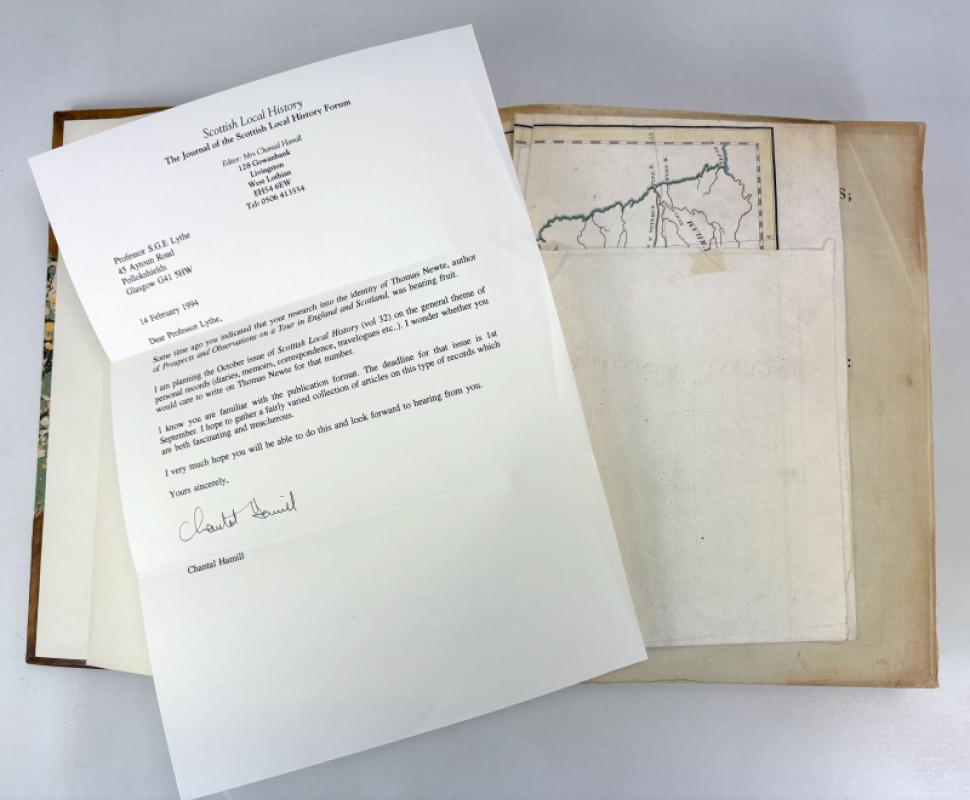 Scottish Local History
The Journal of the Scottish Local History Forum
Editor: Mrs Chantal Hamill
128 Gowanbank
Livingston
West Lothian
EH54 6EW
Tel: 0506 413554
Professor S.G.E Lythe
45 Aytoun Road
Pollokshields
Glasgow G41 5HW
14 February 1994
Dear Professor Lythe,
Some time ago you indicated that your research into the identity of Thomas Newte, author
of Prospects and Observations on a Tour in England and Scotland, was bearing fruit.
I am planning the October issue of Scottish Local History (vol 32) on the general theme of
personal records (diaries, memoirs, correspondence, travelogues etc..). I wonder whether you
would care to write on Thomas Newte for that number.
I know you are familiar with the publication format. The deadline for that issue is 1st
September. I hope to gather a fairly varied collection of articles on this type of records which
are both fascinating and treacherous.
I very much hope you will be able to do this and look forward to hearing from you.
Yours sincerely,
Chantal Hamill
Chantal Hamill
S;